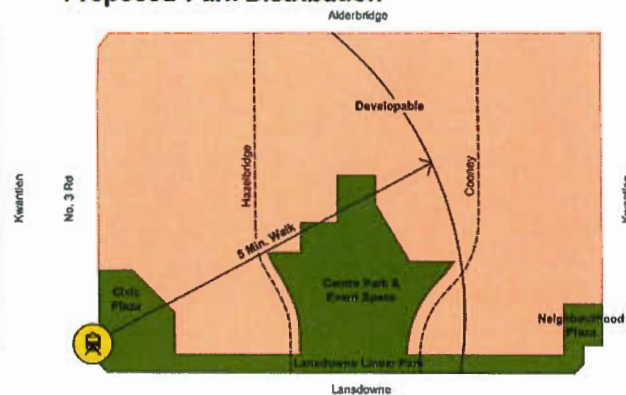 Proposed Park Distribution
Alderbridge
Developable
Hazelbridge
Cooney
Kwantlen
No. 3 Rd
Kwantlen
5 Min. Walk
Civic
Plaza
Centre Park &
Event Space
Neighbourhood
Plaza
Lansdowne Linear Park
Lansdowne